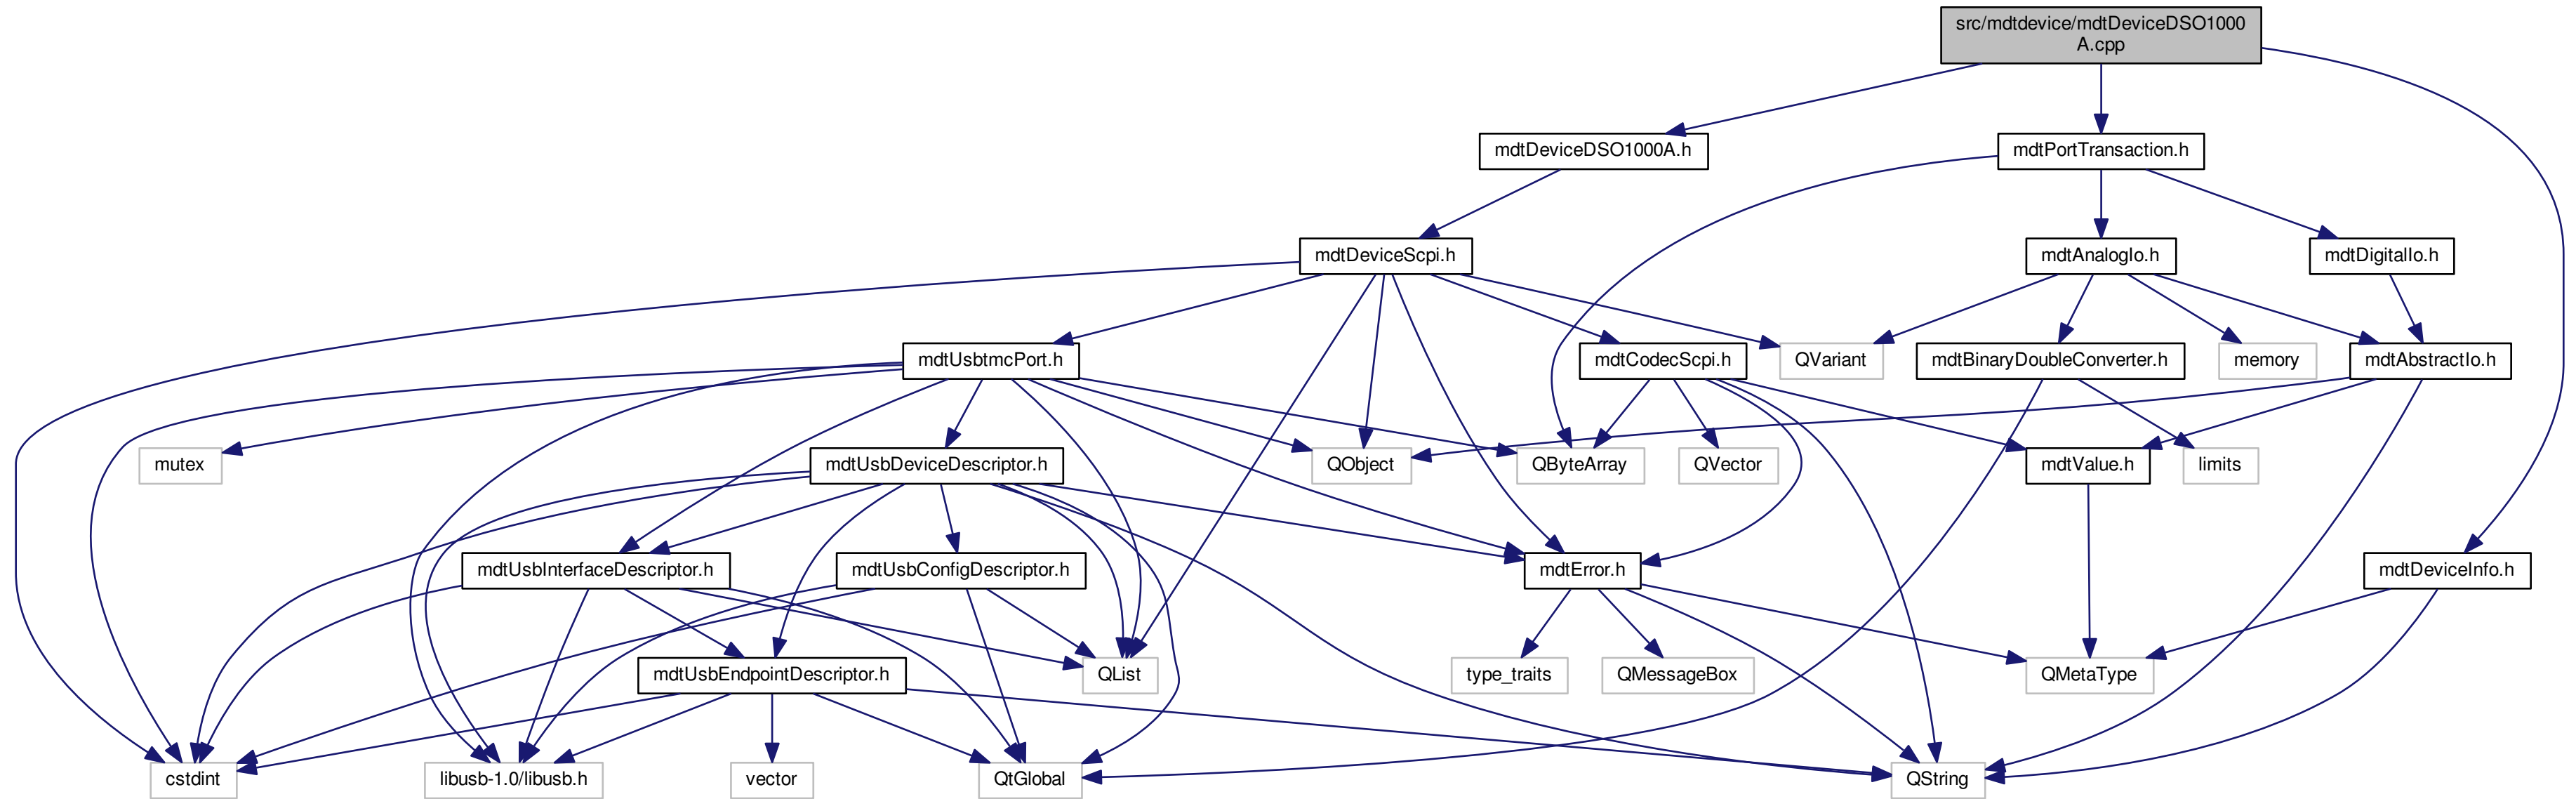 src/mdtdevice/mdtDeviceDSO1000
A.cpp
mdtDeviceDSO1000A.h
mdtPortTransaction.h
mdtDeviceScpi.h
mdtAnalogIo.h
mdtDigitalIo.h
mdtUsbtmcPort.h
mdtCodecScpi.h
QVariant
mdtBinaryDoubleConverter.h
memory
mdtAbstractIo.h
mutex
mdtUsbDeviceDescriptor.h
QObject
QByteArray
QVector
mdtValue.h
limits
mdtUsbInterfaceDescriptor.h
mdtUsbConfigDescriptor.h
mdtError.h
mdtDeviceInfo.h
mdtUsbEndpointDescriptor.h
QList
type_traits
QMessageBox
QMetaType
cstdint
libusb-1.0/libusb.h
vector
QtGlobal
QString